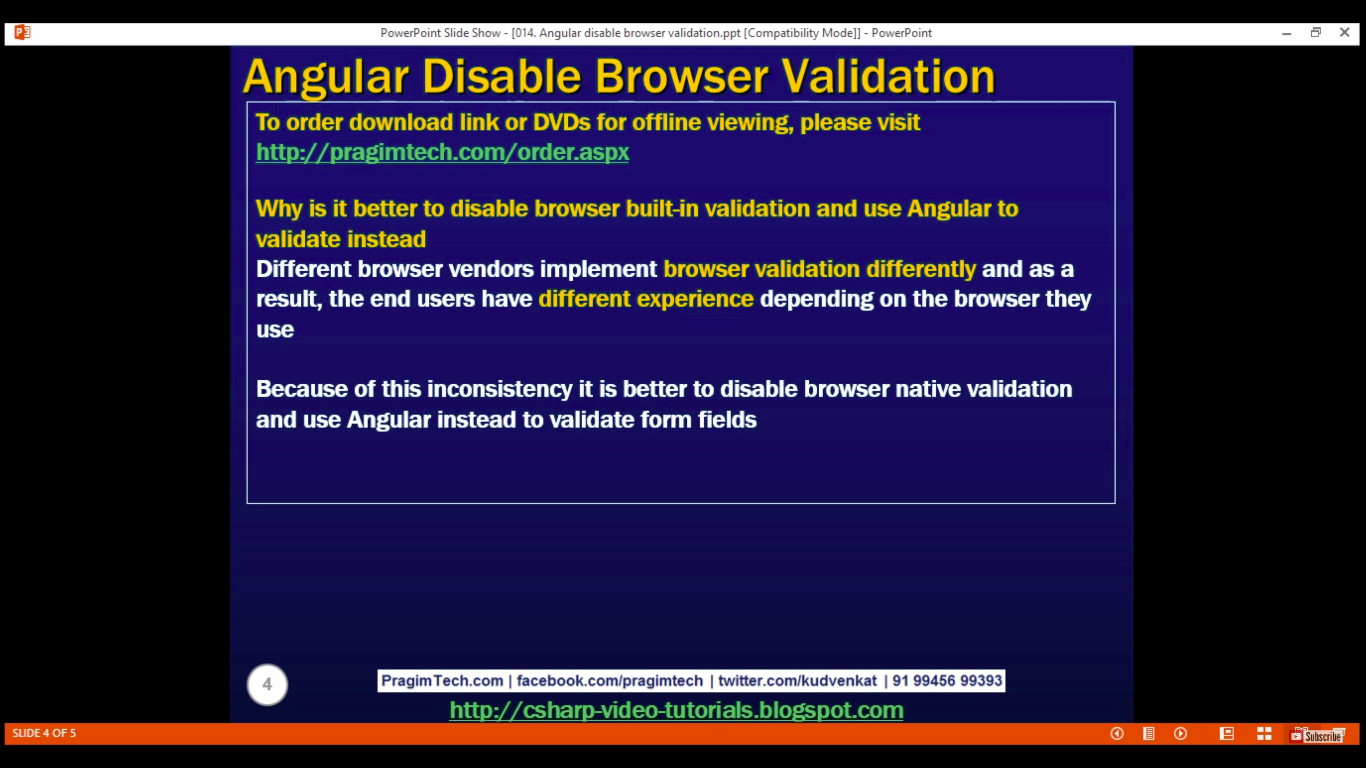 PowerPoint Slide Show - [014. Angular disable browser validation.ppt [Compatibility Mode]] - PowerPoint
Angular Disable Browser Validation
To order download link or DVDs for offline viewing, please visit
http://pragimtech.com/order.aspx
Why is it better to disable browser built-in validation and use Angular to
validate instead
Different browser vendors implement browser validation differently and as a
result, the end users have different experience depending on the browser they
use
Because of this inconsistency it is better to disable browser native validation
and use Angular instead to validate form fields
4
PragimTech.com | facebook.com/pragimtech | twitter.com/kudvenkat | 91 99456 99393
http://csharp-video-tutorials.blogspot.com
SLIDE 4 OF 5
Subscribe